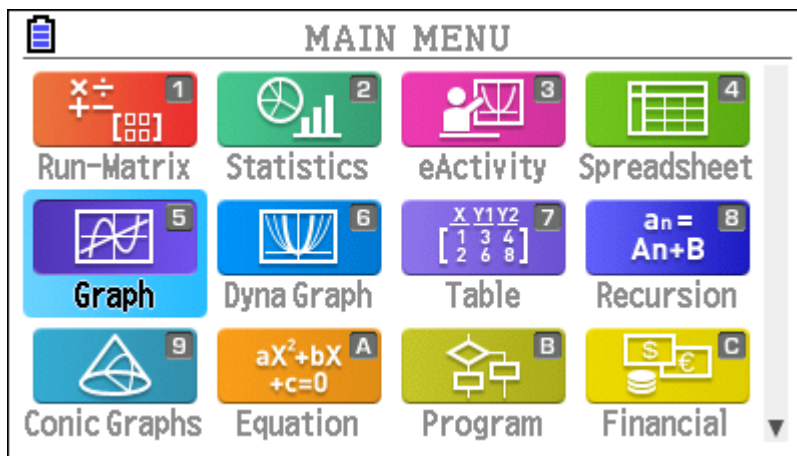 MAIN MENU
1 2 3 4
Run-Matrix Statistics eActivity Spreadsheet
5 6 X Y1 Y2 7 an = 8
1 3 4 An+B
2 6 8
Graph Dyna Graph Table Recursion
9 aX²+bX A B $ € C
+c=0
Conic Graphs Equation Program Financial